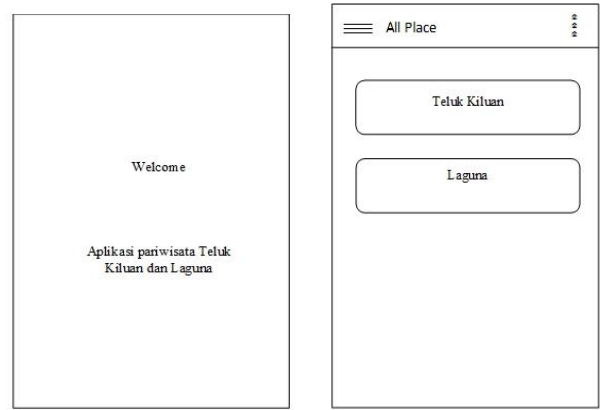 Welcome
Aplikasi pariwisata Teluk
Kiluan dan Laguna
All Place
Teluk Kiluan
Laguna